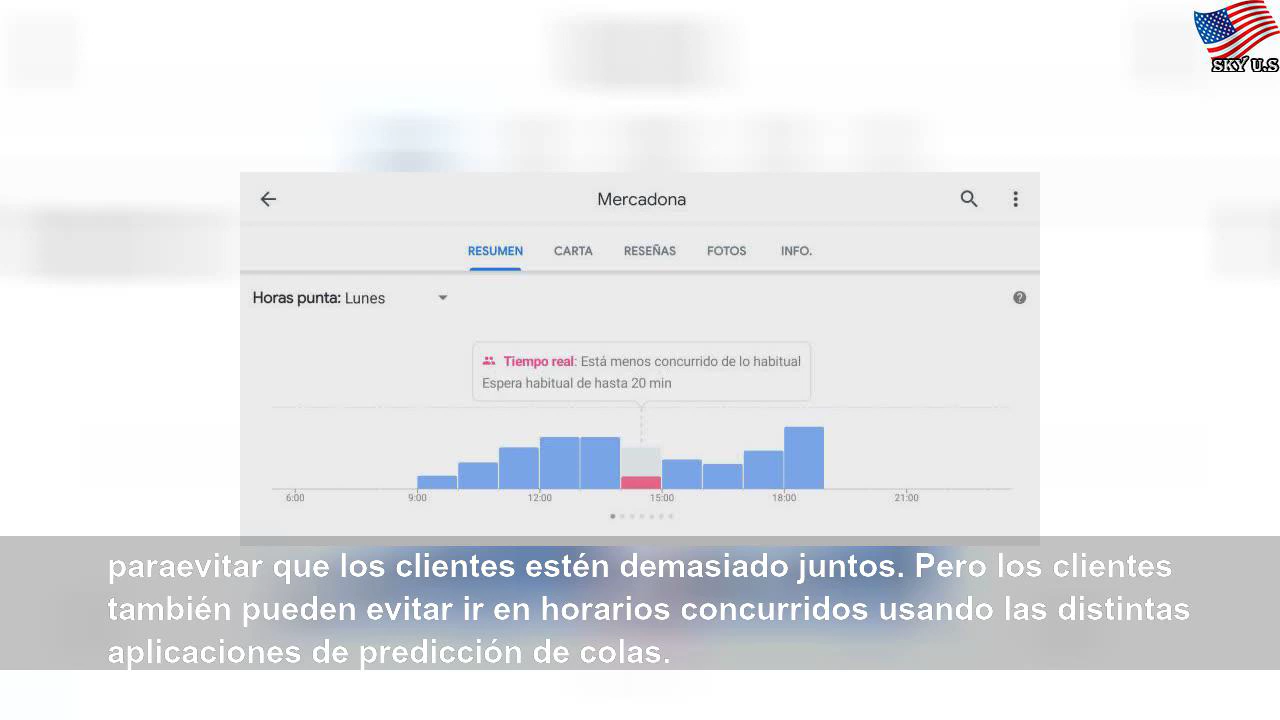 SKY U.S
Mercadona
RESUMEN CARTA RESEÑAS FOTOS INFO.
Horas punta: Lunes
Tiempo real: Está menos concurrido de lo habitual
Espera habitual de hasta 20 min
6:00 9:00 12:00 15:00 18:00 21:00
paraevitar que los clientes estén demasiado juntos. Pero los clientes
también pueden evitar ir en horarios concurridos usando las distintas
aplicaciones de predicción de colas.